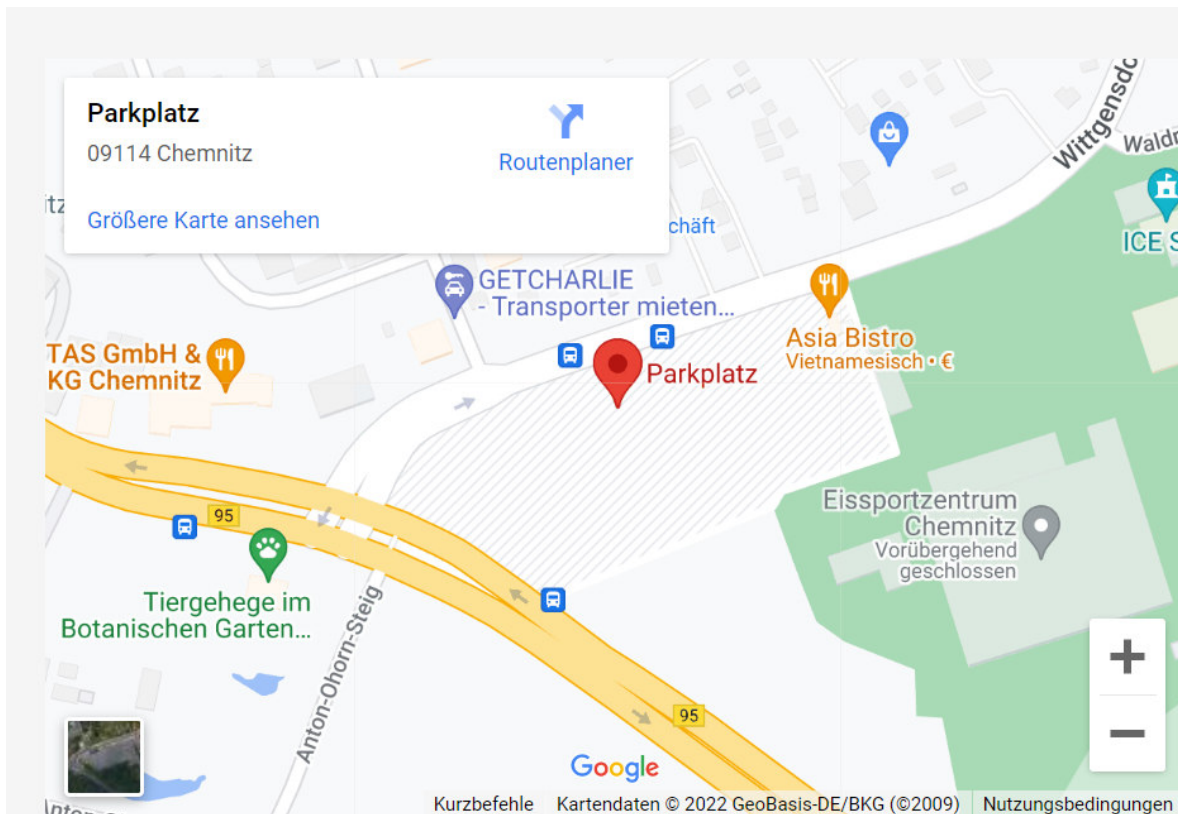 Parkplatz
09114 Chemnitz
Routenplaner
Größere Karte ansehen
chäft
Wittgensdo
Waldr
ICE S
GETCHARLIE
- Transporter mieten...
Asia Bistro
Vietnamesisch • €
Parkplatz
TAS GmbH &
KG Chemnitz
95
Eissportzentrum
Chemnitz
Vorübergehend
geschlossen
Tiergehege im
Botanischen Garten...
Anton-Ohorn-Steig
95
Google
Kurzbefehle Kartendaten © 2022 GeoBasis-DE/BKG (©2009) Nutzungsbedingungen